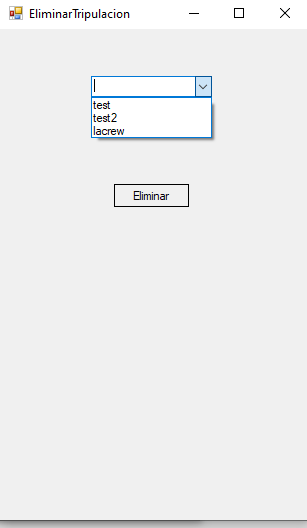 EliminarTripulacion
test
test2
lacrew
Eliminar